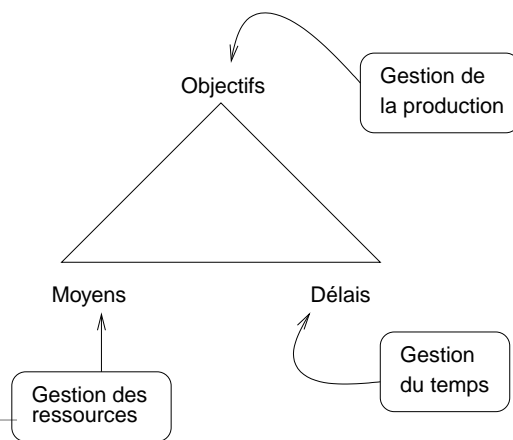 Objectifs
Gestion de
la production
Moyens
Délais
Gestion des
ressources
Gestion
du temps